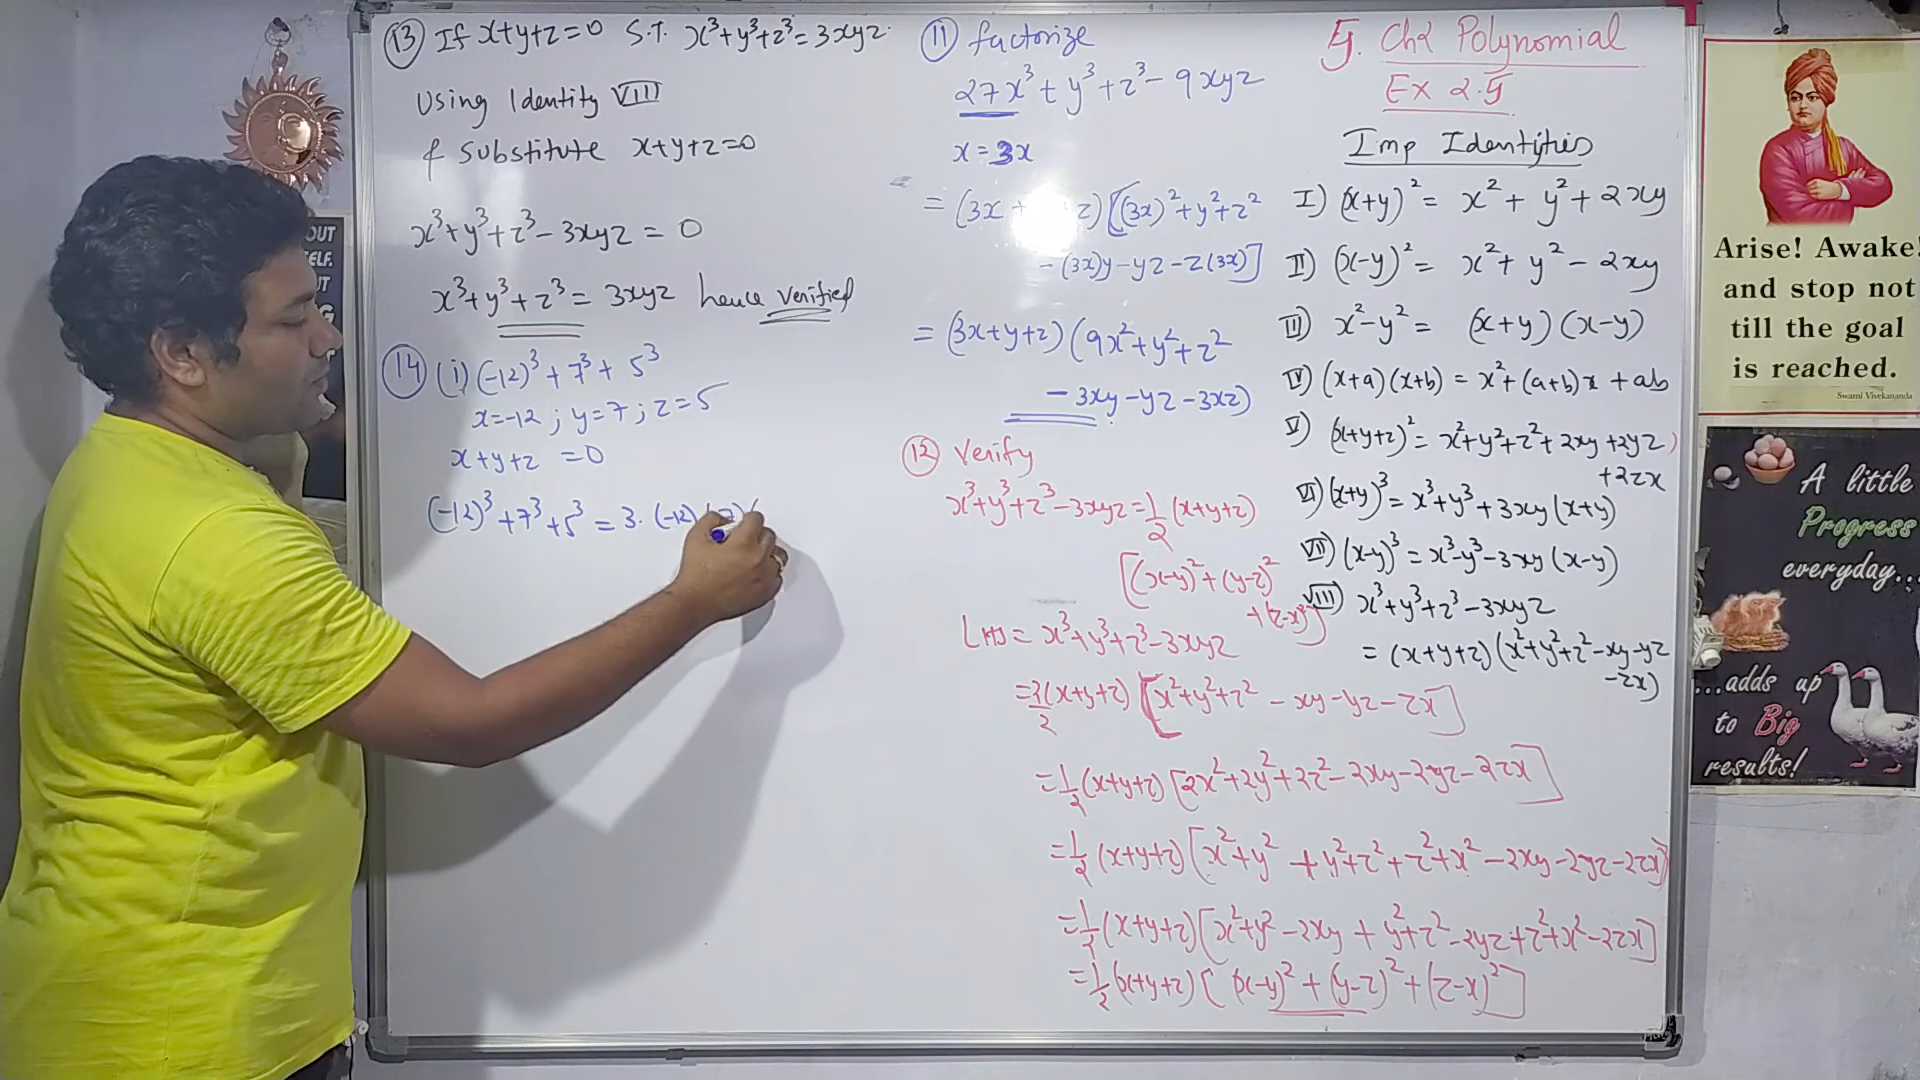 13) If x+y+z=0 S.T. x³+y³+z³=3xyz.
Using Identity VIII
& substitute x+y+z=0
x³+y³+z³-3xyz=0
x³+y³+z³=3xyz hence verified
14) (i) (-12)³+7³+5³
x=-12 ; y=7 ; z=5
x+y+z =0
(-12)³+7³+5³=3.(-12)(7)(
11) factorize
27x³+y³+z³-9xyz
x=3x
=(3x+ z)[(3x)²+y²+z²
-(3x)y-yz-z(3x)]
=(3x+y+z)(9x²+y²+z²
-3xy-yz-3xz)
12) Verify
x³+y³+z³-3xyz=1/2(x+y+z)
[(x-y)²+(y-z)²
+(z-x)²]
LHS= x³+y³+z³-3xyz
=2/2(x+y+z)[x²+y²+z²-xy-yz-zx]
=1/2(x+y+z)[2x²+2y²+2z²-2xy-2yz-2zx]
=1/2(x+y+z)[x²+y²+y²+z²+z²+x²-2xy-2yz-2zx]
=1/2(x+y+z)[x²+y²-2xy+y²+z²-2yz+z²+x²-2zx]
=1/2(x+y+z)[(x-y)²+(y-z)²+(z-x)²]
Ch2 Polynomial
Ex 2.5
Imp Identities
I) (x+y)²= x²+y²+2xy
II) (x-y)²= x²+y²-2xy
III) x²-y²= (x+y)(x-y)
IV) (x+a)(x+b)=x²+(a+b)x+ab
V) (x+y+z)²=x²+y²+z²+2xy+2yz
+2zx
VI) (x+y)³=x³+y³+3xy(x+y)
VII) (x-y)³=x³-y³-3xy(x-y)
VIII) x³+y³+z³-3xyz
=(x+y+z)(x²+y²+z²-xy-yz
-zx)
Arise! Awake!
and stop not
till the goal
is reached.
Swami Vivekananda
A little
Progress
everyday...
...adds up
to Big
results!
OUT
ELF.